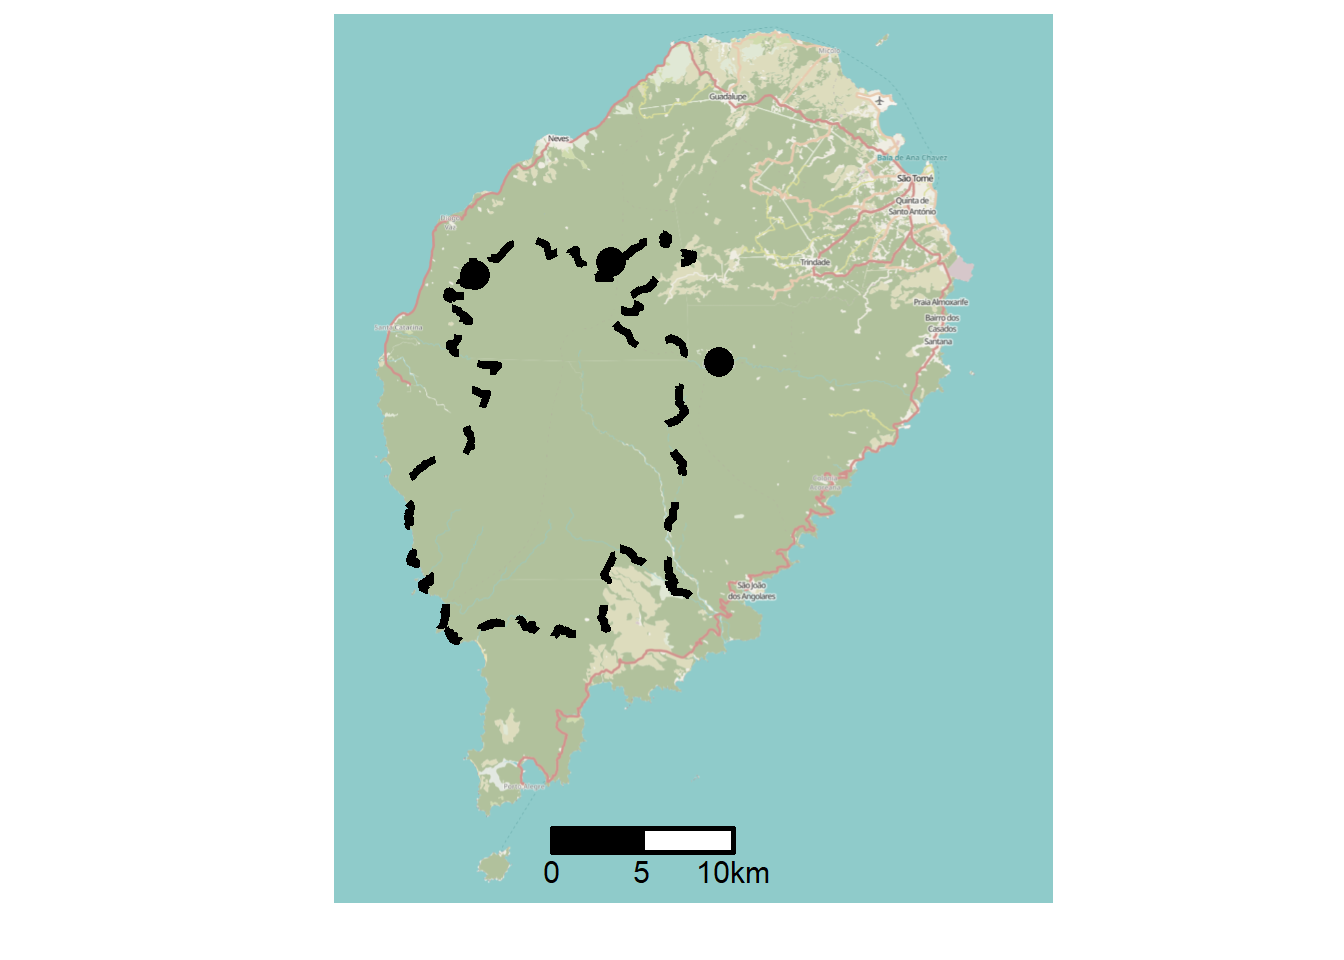 Guadalupe
Neves
Baía de Ana Chavez
São Tomé
Quinta de
Santo António
Trindade
Praia Almoxarife
Bairro dos
Casados
Santana
Santa Catarina
São João
dos Angolares
Porto Alegre
0 5 10km